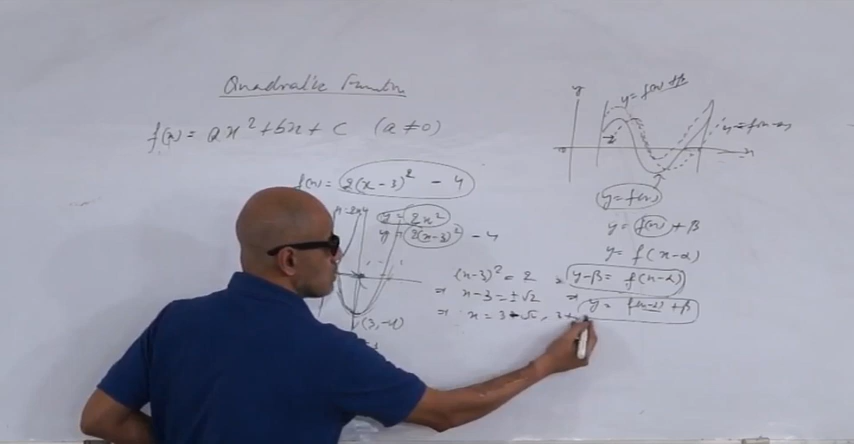 Quadratic Function
f(x) = ax² + bx + c (a ≠ 0)
f(x) = 2(x-3)² - 4
y = 2x²
y = 2(x-3)² - 4
(3, -4)
(x-3)² = 2
⇒ x-3 = ±√2
⇒ x = 3-√2, 3+
y
y = f(x)+β
y = f(x-α)
x
y = f(x)
y = f(x) + β
y = f(x-α)
y-β = f(x-α)
⇒ y = f(x-α) + β